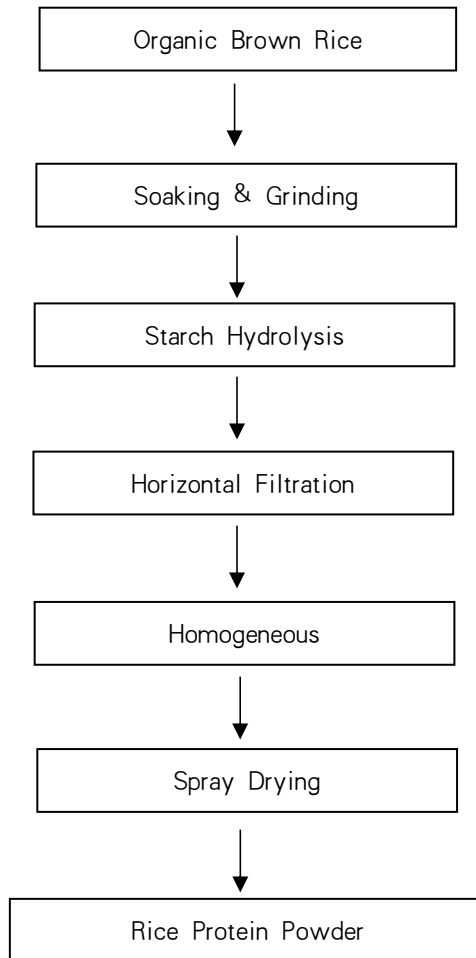 Organic Brown Rice
Soaking & Grinding
Starch Hydrolysis
Horizontal Filtration
Homogeneous
Spray Drying
Rice Protein Powder